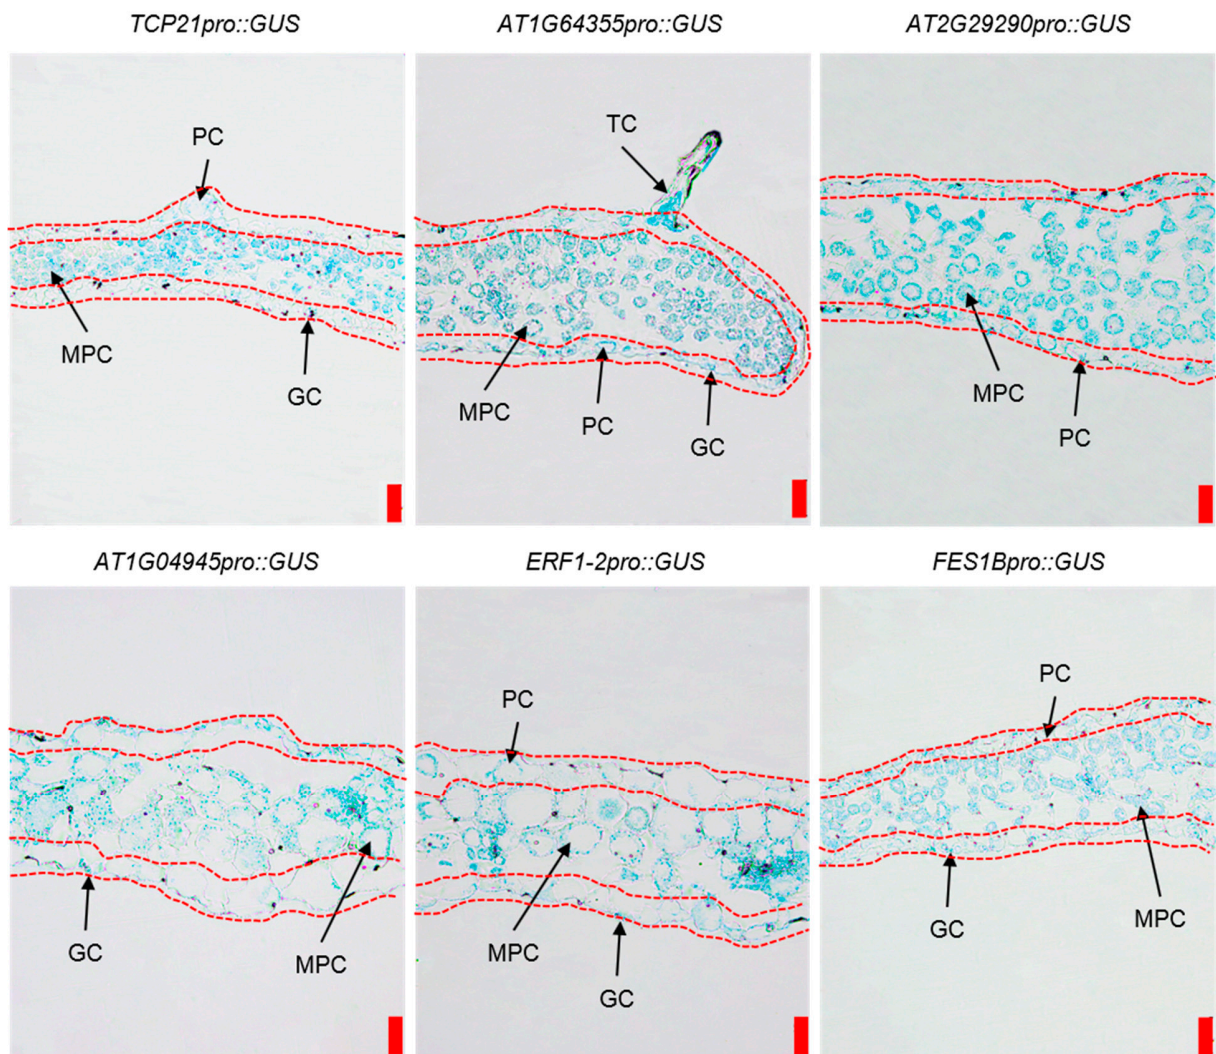 TCP21pro::GUS
AT1G64355pro::GUS
AT2G29290pro::GUS
PC
MPC
GC
TC
MPC
PC
GC
MPC
PC
AT1G04945pro::GUS
ERF1-2pro::GUS
FES1Bpro::GUS
GC
MPC
PC
MPC
GC
PC
GC
MPC